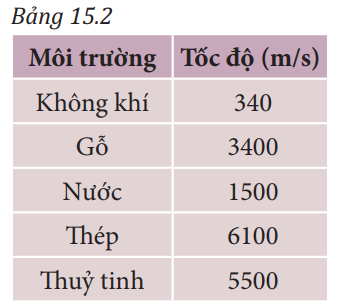 Bảng 15.2
Môi trường Tốc độ (m/s)
Không khí 340
Gỗ 3400
Nước 1500
Thép 6100
Thuỷ tinh 5500